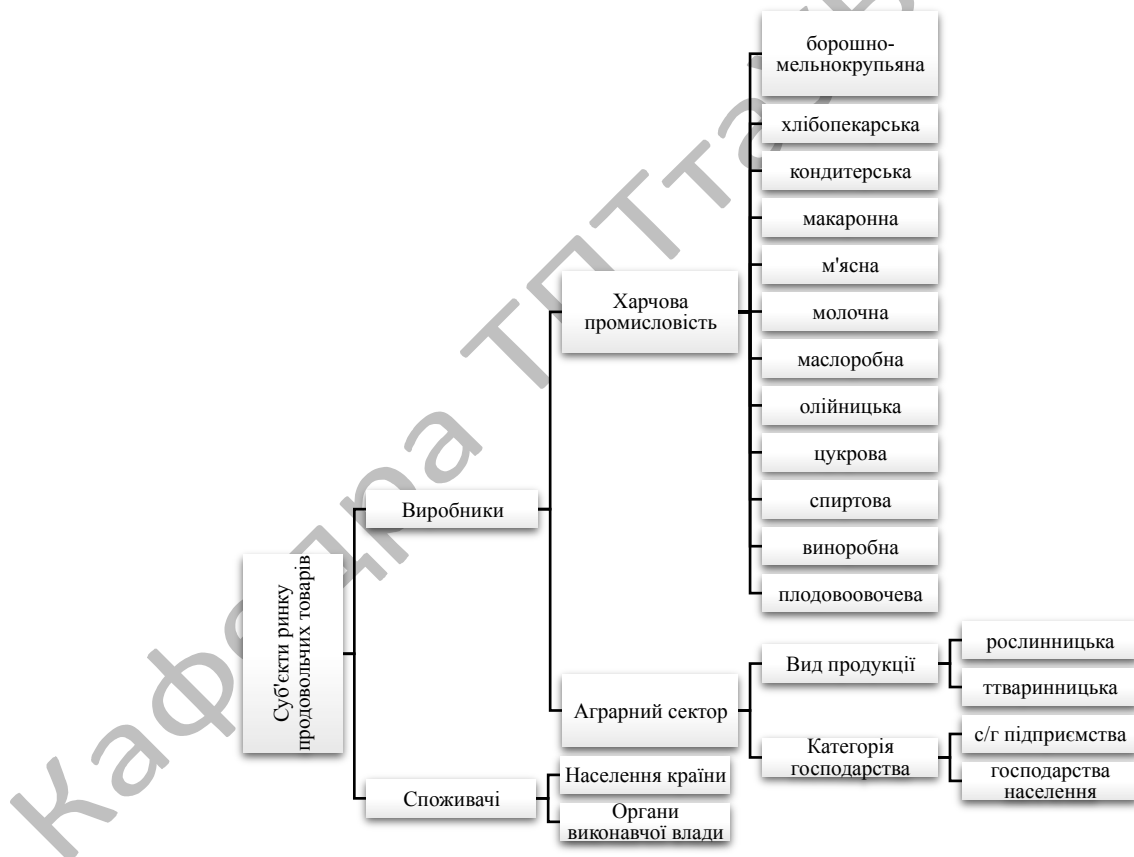 Суб'єкти ринку
продовольчих товарів
Виробники
Харчова
промисловість
борошно-
мельнокрупьяна
хлібопекарська
кондитерська
макаронна
м'ясна
молочна
маслоробна
олійницька
цукрова
спиртова
виноробна
плодовоовочева
Аграрний сектор
Вид продукції
рослинницька
ттваринницька
Категорія
господарства
с/г підприємства
господарства
населення
Споживачі
Населення країни
Органи
виконавчої влади
Кафедра ТПТта